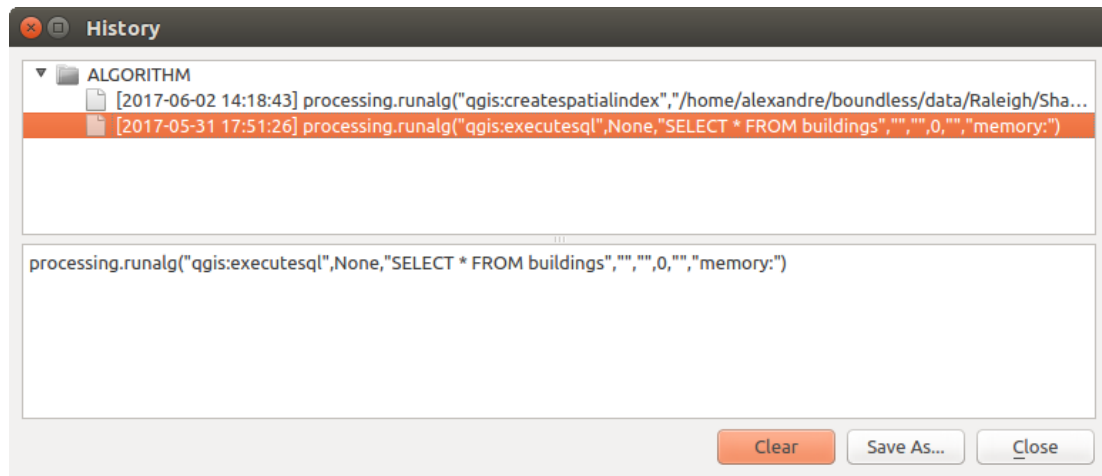 History
ALGORITHM
[2017-06-02 14:18:43] processing.runalg("qgis:createspatialindex","/home/alexandre/boundless/data/Raleigh/Sha...
[2017-05-31 17:51:26] processing.runalg("qgis:executesql",None,"SELECT * FROM buildings","","",0,"","memory:")
processing.runalg("qgis:executesql",None,"SELECT * FROM buildings","","",0,"","memory:")
Clear Save As... Close